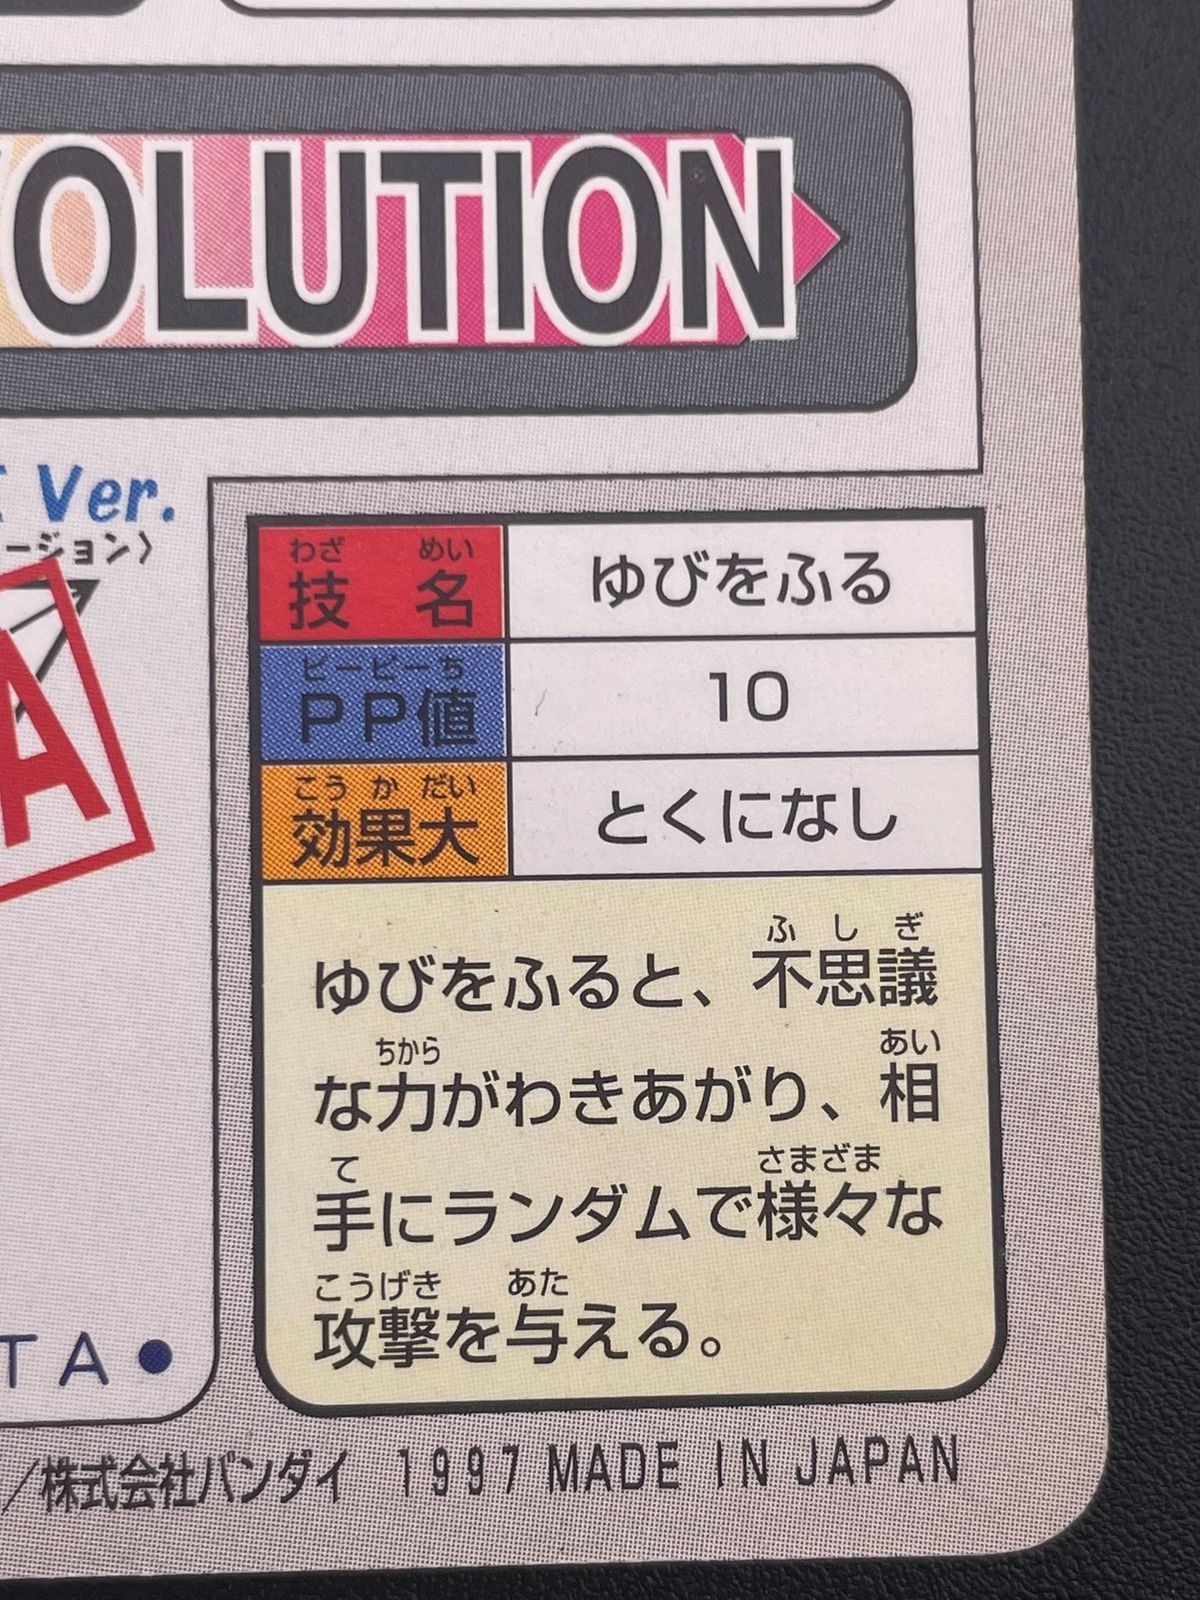 OLUTION
Ver.
ージョン〉
A
わざ めい
技 名
ゆびをふる
ピーピーち
PP値
10
こうかだい
効果大
とくになし
ふしぎ
ゆびをふると、不思議
ちから あい
な力がわきあがり、相
て さまざま
手にランダムで様々な
こうげき あた
攻撃を与える。
TA●
/株式会社バンダイ 1997 MADE IN JAPAN